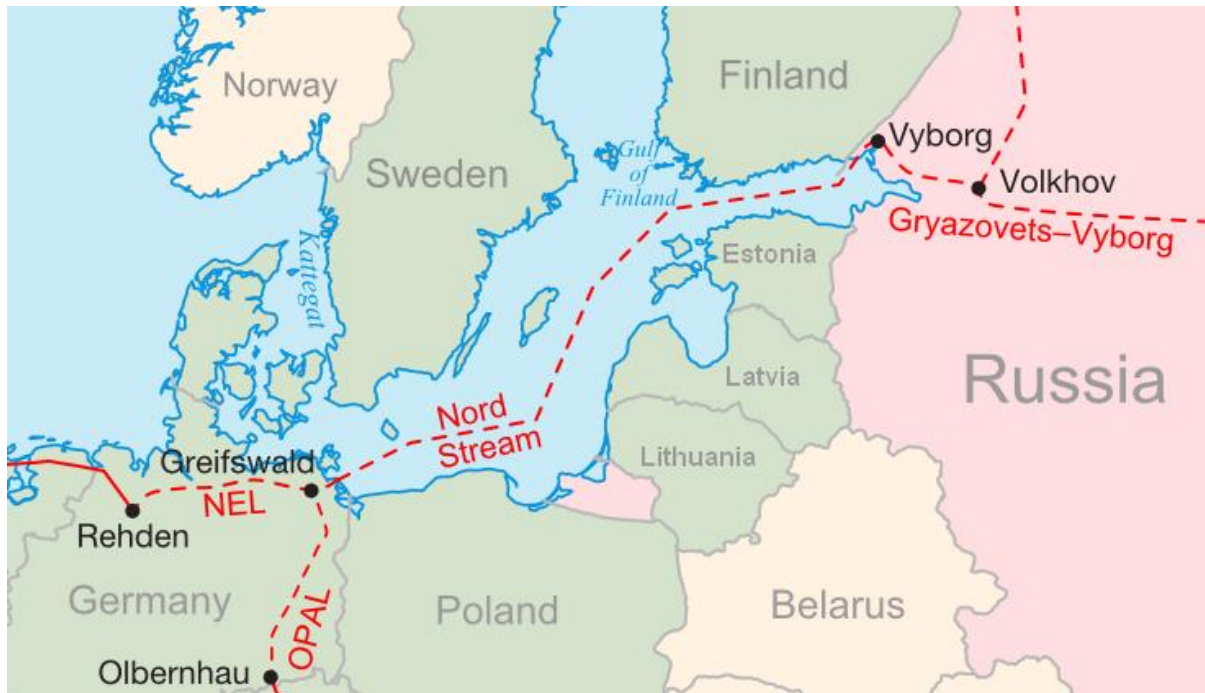 Norway
Finland
Vyborg
Gulf
of
Finland
Sweden
Volkhov
Gryazovets–Vyborg
Kattegat
Estonia
Russia
Latvia
Nord
Stream
Lithuania
Greifswald
NEL
Rehden
Germany
Poland
Belarus
OPAL
Olbernhau